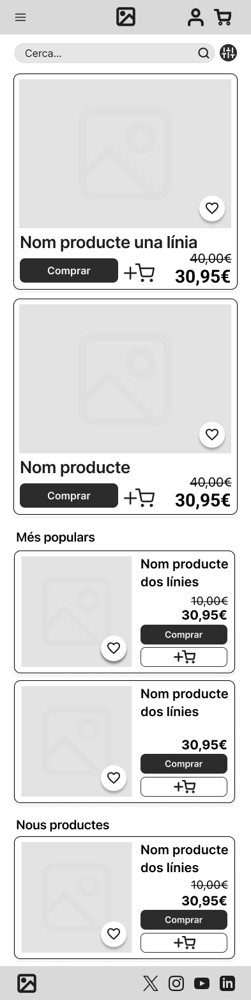 Cerca...
Nom producte una línia
40,00€
Comprar
30,95€
Nom producte
40,00€
Comprar
30,95€
Més populars
Nom producte
dos línies
10,00€
30,95€
Comprar
Nom producte
dos línies
30,95€
Comprar
Nous productes
Nom producte
dos línies
10,00€
30,95€
Comprar